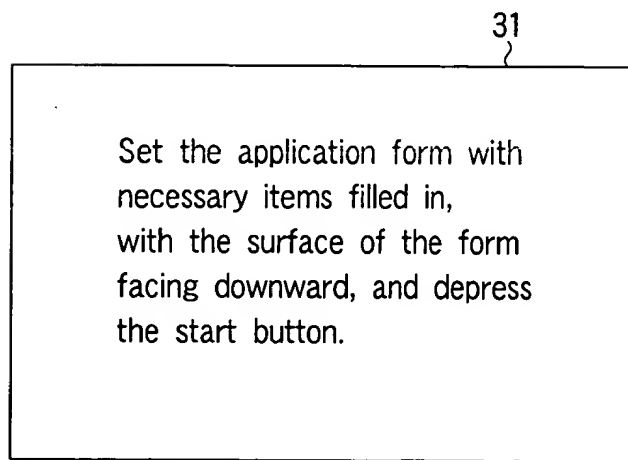 31
Set the application form with
necessary items filled in,
with the surface of the form
facing downward, and depress
the start button.